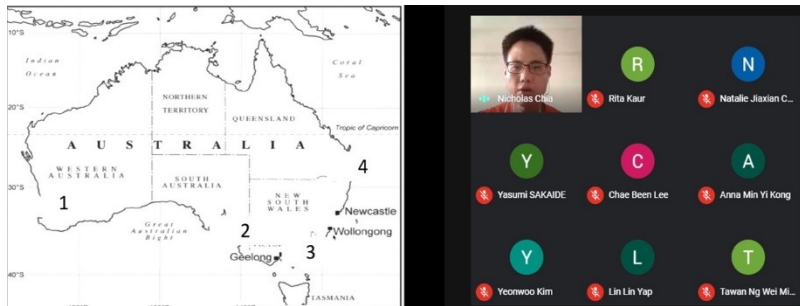 10°S
Indian
Ocean
Coral
Sea
NORTHERN
TERRITORY
20°S
QUEENSLAND
Tropic of Capricorn
AUSTRALIA
WESTERN
AUSTRALIA
4
SOUTH
AUSTRALIA
30°S
1
NEW
SOUTH
WALES
Newcastle
Great
Australian
Bight
2
Wollongong
3
Geelong
40°S
TASMANIA
Nicholas Chia
R
Rita Kaur
N
Natalie Jiaxian C...
Y
Yasumi SAKAIDE
C
Chae Been Lee
A
Anna Min Yi Kong
Y
Yeonwoo Kim
L
Lin Lin Yap
T
Tawan Ng Wei Mi...